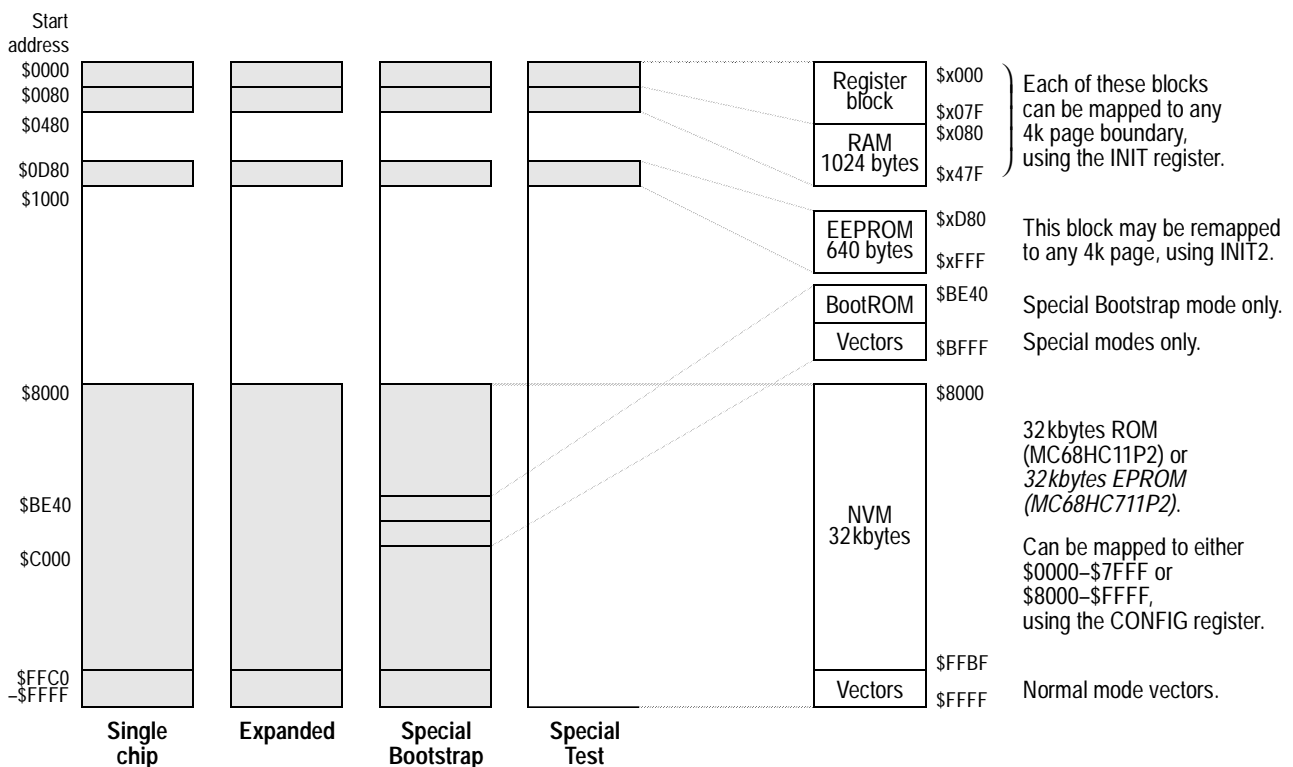 Start
address
$0000
$0080
$0480
$0D80
$1000
$8000
$BE40
$C000
$FFC0
–$FFFF
Single
chip
Expanded
Special
Bootstrap
Special
Test
Register
block
$x000
$x07F
RAM
1024 bytes
$x080
$x47F
Each of these blocks
can be mapped to any
4k page boundary,
using the INIT register.
EEPROM
640 bytes
$xD80
$xFFF
This block may be remapped
to any 4k page, using INIT2.
BootROM
$BE40
Special Bootstrap mode only.
Vectors
$BFFF
Special modes only.
$8000
NVM
32kbytes
32kbytes ROM
(MC68HC11P2) or
32kbytes EPROM
(MC68HC711P2).
Can be mapped to either
$0000–$7FFF or
$8000–$FFFF,
using the CONFIG register.
$FFBF
Vectors
$FFFF
Normal mode vectors.